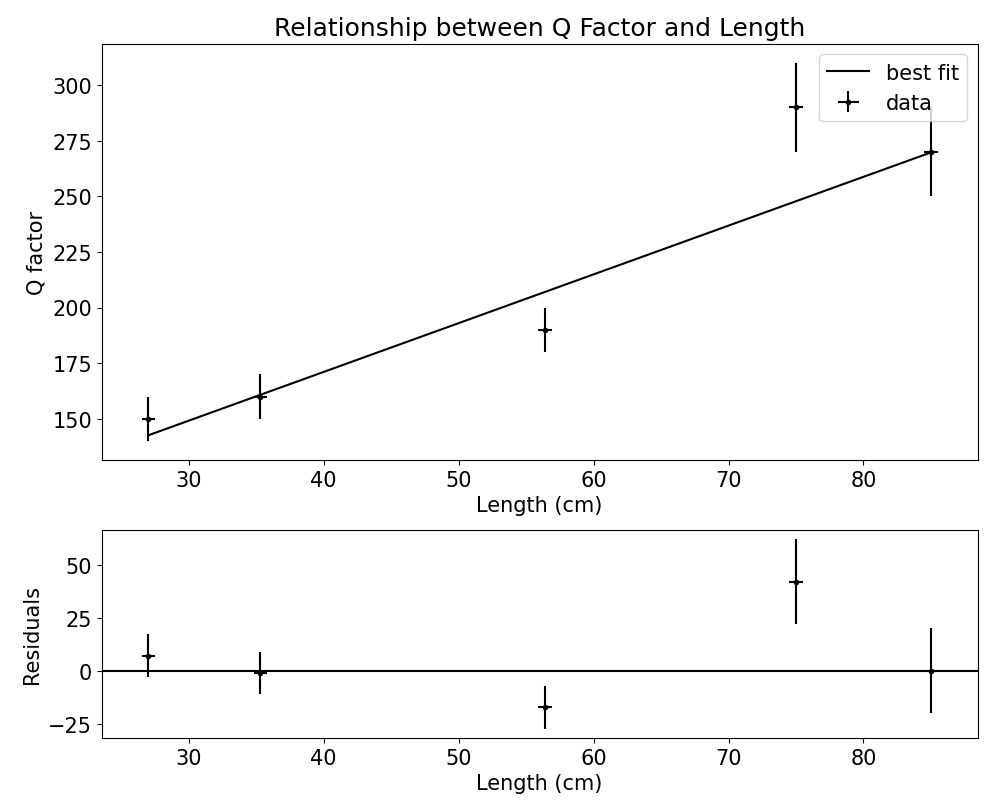 Relationship between Q Factor and Length
best fit
data
300
275
250
225
200
175
150
Q factor
30 40 50 60 70 80
Length (cm)
50
25
0
−25
Residuals
30 40 50 60 70 80
Length (cm)